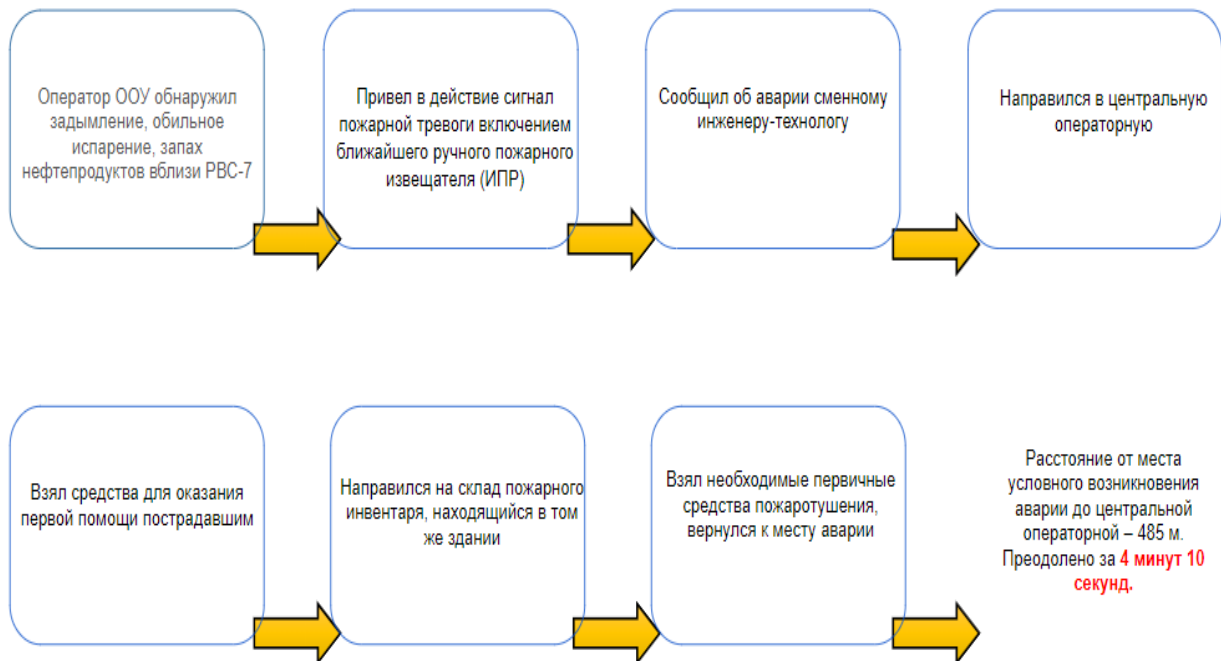 Оператор ООУ обнаружил
задымление, обильное
испарение, запах
нефтепродуктов вблизи РВС-7
Привел в действие сигнал
пожарной тревоги включением
ближайшего ручного пожарного
извещателя (ИПР)
Сообщил об аварии сменному
инженеру-технологу
Направился в центральную
операторную
Взял средства для оказания
первой помощи пострадавшим
Направился на склад пожарного
инвентаря, находящийся в том
же здании
Взял необходимые первичные
средства пожаротушения,
вернулся к месту аварии
Расстояние от места
условного возникновения
аварии до центральной
операторной – 485 м.
Преодолено за 4 минут 10
секунд.